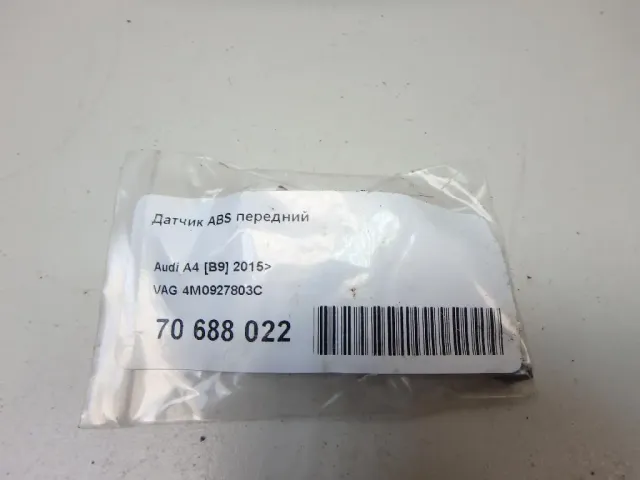 Датчик ABS передний
Audi A4 [B9] 2015>
VAG 4M0927803C
70 688 022